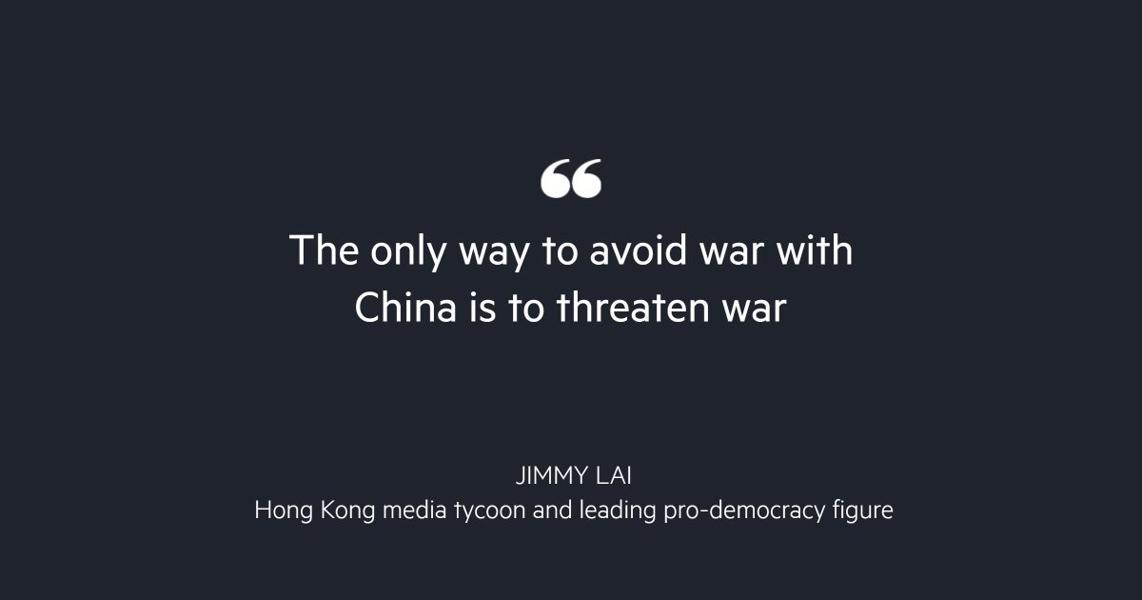 “
The only way to avoid war with
China is to threaten war
JIMMY LAI
Hong Kong media tycoon and leading pro-democracy figure